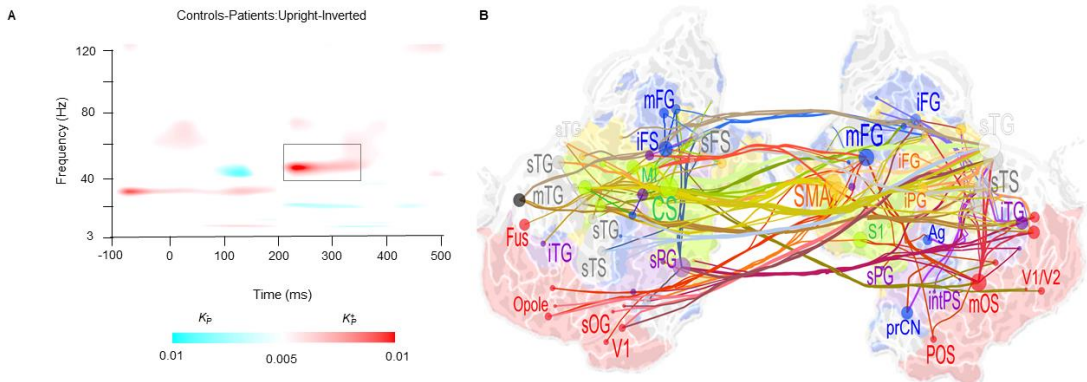 A
Controls-Patients:Upright-Inverted
Frequency (Hz)
120
80
40
3
-100
0
100
200
300
400
500
Time (ms)
K_P
K_P^+
0.01
0.005
0.01
B
mFG
iFG
sTG
sTG
iFS
sFS
mFG
sTG
MI
iFG
sTS
mTG
CS
SMA
iPG
iTG
Fus
sTG
S1
Ag
iTG
sTS
sPG
sPG
intPS
mOS
V1/V2
Opole
sOG
prCN
V1
POS